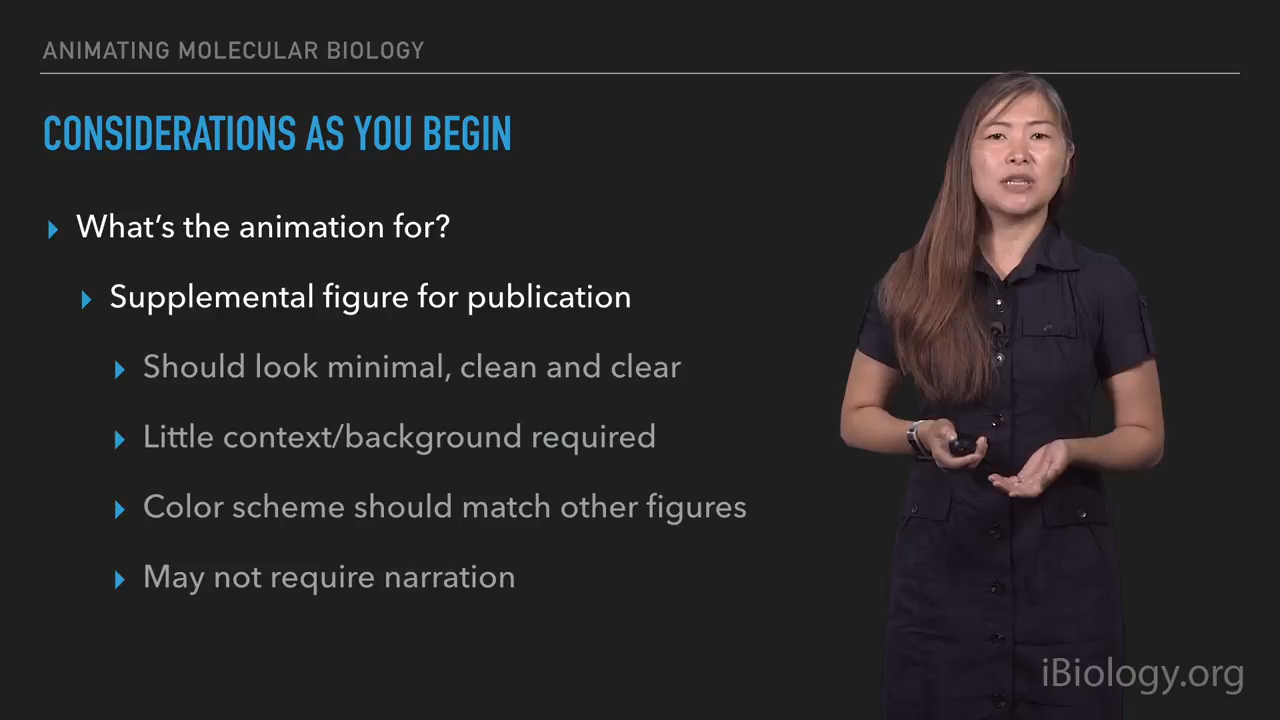 ANIMATING MOLECULAR BIOLOGY
CONSIDERATIONS AS YOU BEGIN
What's the animation for?
Supplemental figure for publication
Should look minimal, clean and clear
Little context/background required
Color scheme should match other figures
May not require narration
iBiology.org